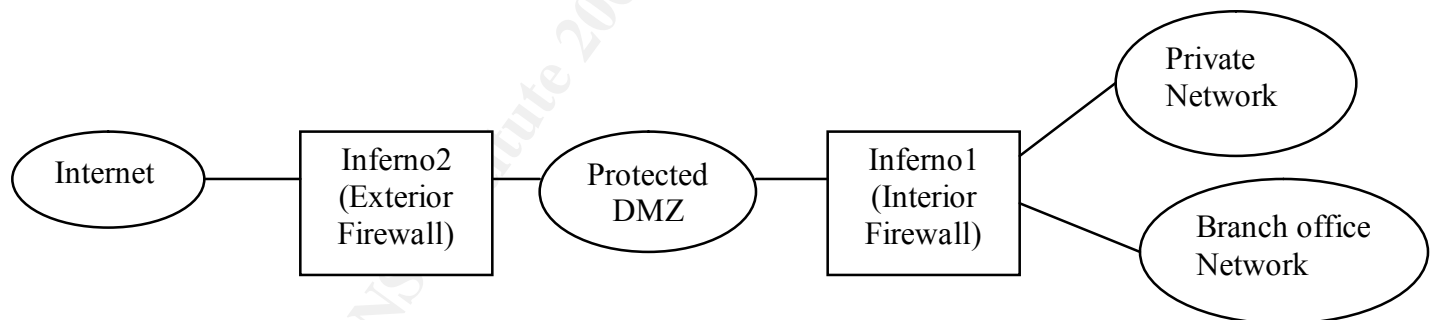 Internet
Inferno2
(Exterior
Firewall)
Protected
DMZ
Inferno1
(Interior
Firewall)
Private
Network
Branch office
Network